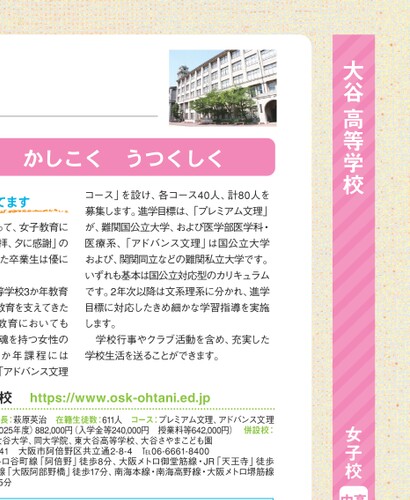 かしこく うつくしく
てます
って、女子教育に
拝、夕に感謝」の
た卒業生は優に
等学校3か年教育
教育を支えてきた
教育においても
魂を持つ女性の
か年課程には
「アドバンス文理
コース」を設け、各コース40人、計80人を
募集します。進学目標は、「プレミアム文理」
が、難関国公立大学、および医学部医学科・
医療系、「アドバンス文理」は国公立大学
および、関関同立などの難関私立大学です。
いずれも基本は国公立対応型のカリキュラム
です。2年次以降は文系理系に分かれ、進学
目標に対応したきめ細かな学習指導を実施
します。
学校行事やクラブ活動を含め、充実した
学校生活を送ることができます。
校 https://www.osk-ohtani.ed.jp
長：萩原英治 在籍生徒数：611人 コース：プレミアム文理、アドバンス文理
2025年度）882,000円（入学金等240,000円 授業料等642,000円） 併設校：
大谷大学、同大学院、東大谷高等学校、大谷さやまこども園
41 大阪市阿倍野区共立通2-8-4 TEL06-6661-8400
ロ谷町線「阿倍野」徒歩8分、大阪メトロ御堂筋線・JR「天王寺」徒歩
線「大阪阿部野橋」徒歩17分、南海本線・南海高野線・大阪メトロ堺筋線
5分
大谷 高等学校
女子校
中高